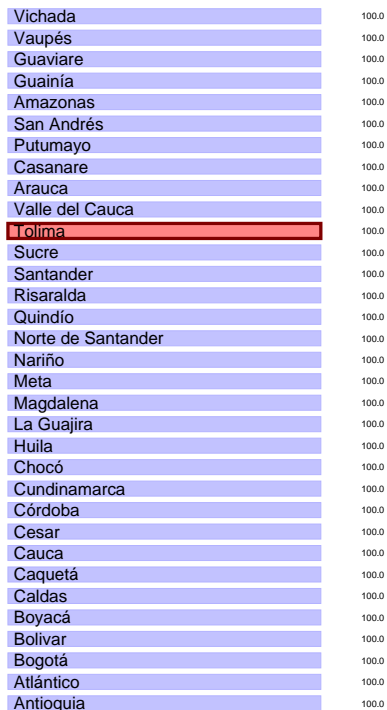 Vichada 100.0
Vaupés 100.0
Guaviare 100.0
Guainía 100.0
Amazonas 100.0
San Andrés 100.0
Putumayo 100.0
Casanare 100.0
Arauca 100.0
Valle del Cauca 100.0
Tolima 100.0
Sucre 100.0
Santander 100.0
Risaralda 100.0
Quindío 100.0
Norte de Santander 100.0
Nariño 100.0
Meta 100.0
Magdalena 100.0
La Guajira 100.0
Huila 100.0
Chocó 100.0
Cundinamarca 100.0
Córdoba 100.0
Cesar 100.0
Cauca 100.0
Caquetá 100.0
Caldas 100.0
Boyacá 100.0
Bolivar 100.0
Bogotá 100.0
Atlántico 100.0
Antioquia 100.0